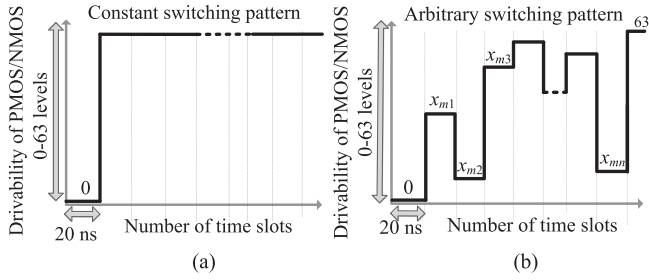 Constant switching pattern
Drivability of PMOS/NMOS
0-63 levels
0
20 ns
Number of time slots
(a)
Arbitrary switching pattern
63
Drivability of PMOS/NMOS
0-63 levels
x_m1
x_m2
x_m3
x_mn
0
20 ns
Number of time slots
(b)